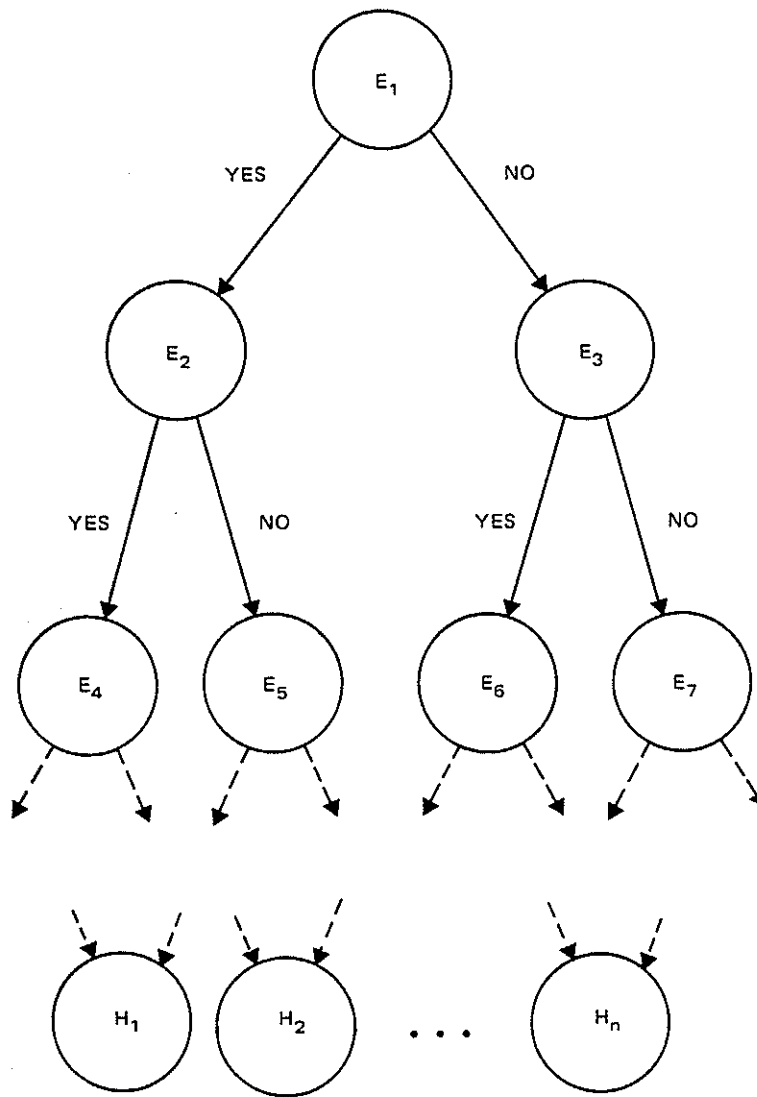 E1
YES NO
E2 E3
YES NO YES NO
E4 E5 E6 E7
H1 H2 . . . Hn